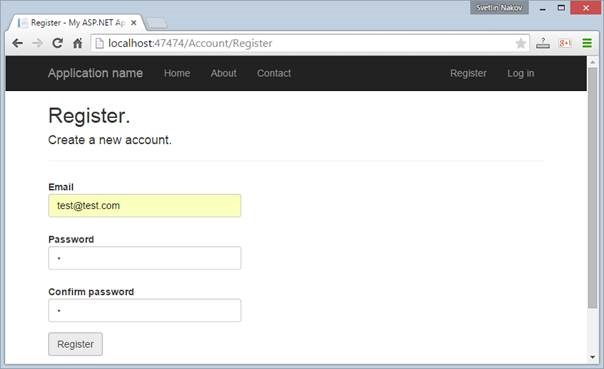 Svetlin Nakov
Register - My ASP.NET Ap
localhost:47474/Account/Register
Application name Home About Contact Register Log in
Register.
Create a new account.
Email
test@test.com
Password
Confirm password
Register